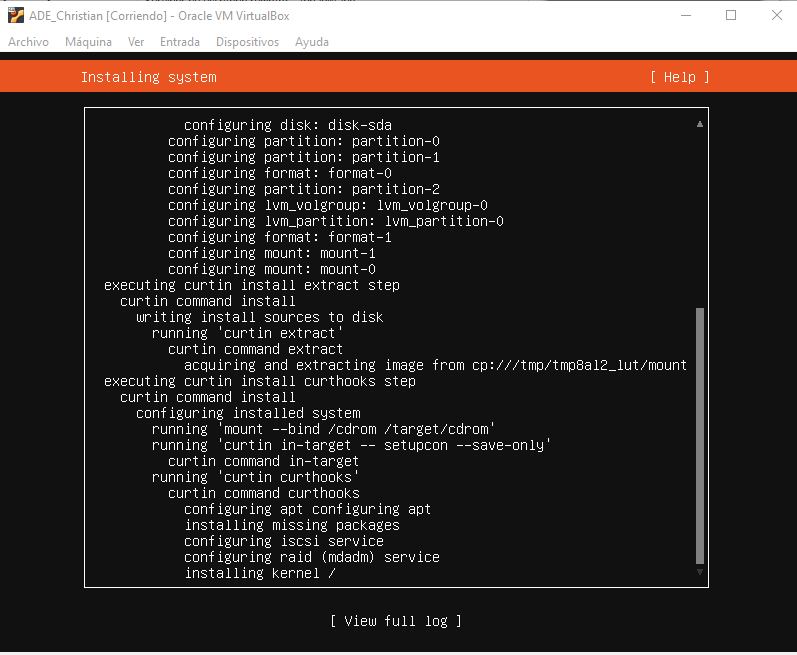 ADE_Christian [Corriendo] - Oracle VM VirtualBox
Archivo Máquina Ver Entrada Dispositivos Ayuda
Installing system [ Help ]
configuring disk: disk-sda
configuring partition: partition-0
configuring partition: partition-1
configuring format: format-0
configuring partition: partition-2
configuring lvm_volgroup: lvm_volgroup-0
configuring lvm_partition: lvm_partition-0
configuring format: format-1
configuring mount: mount-1
configuring mount: mount-0
executing curtin install extract step
curtin command install
writing install sources to disk
running 'curtin extract'
curtin command extract
acquiring and extracting image from cp:///tmp/tmp8al2_lut/mount
executing curtin install curthooks step
curtin command install
configuring installed system
running 'mount --bind /cdrom /target/cdrom'
running 'curtin in-target -- setupcon --save-only'
curtin command in-target
running 'curtin curthooks'
curtin command curthooks
configuring apt configuring apt
installing missing packages
configuring iscsi service
configuring raid (mdadm) service
installing kernel /
[ View full log ]